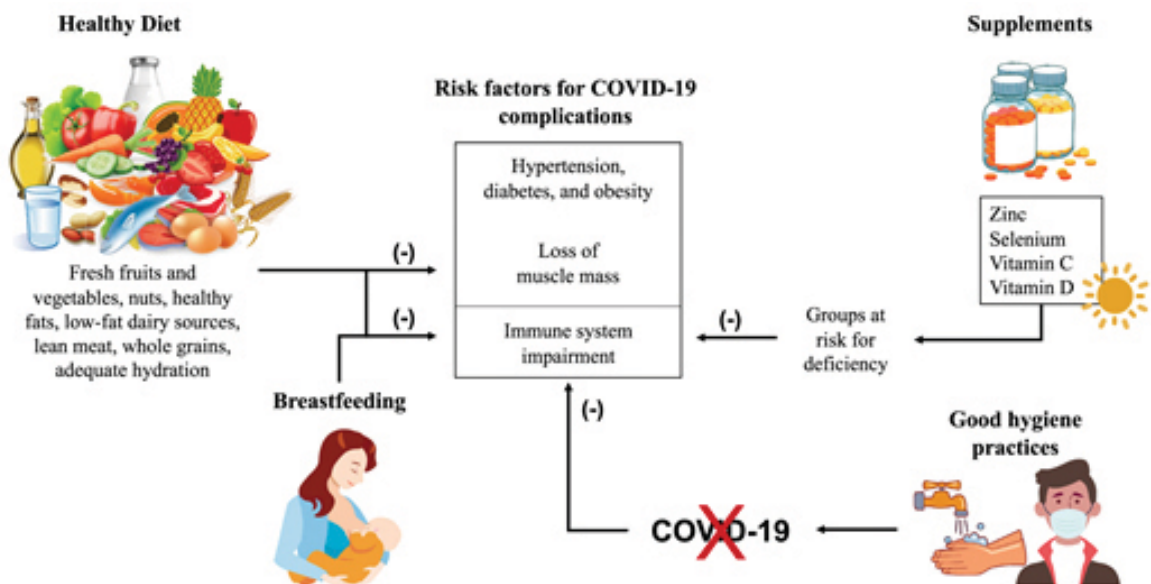 Healthy Diet
Fresh fruits and
vegetables, nuts, healthy
fats, low-fat dairy sources,
lean meat, whole grains,
adequate hydration
Breastfeeding
(-)
(-)
Risk factors for COVID-19
complications
Hypertension,
diabetes, and obesity
Loss of
muscle mass
Immune system
impairment
(-)
(-)
Supplements
Zinc
Selenium
Vitamin C
Vitamin D
Groups at
risk for
deficiency
Good hygiene
practices
COVID-19